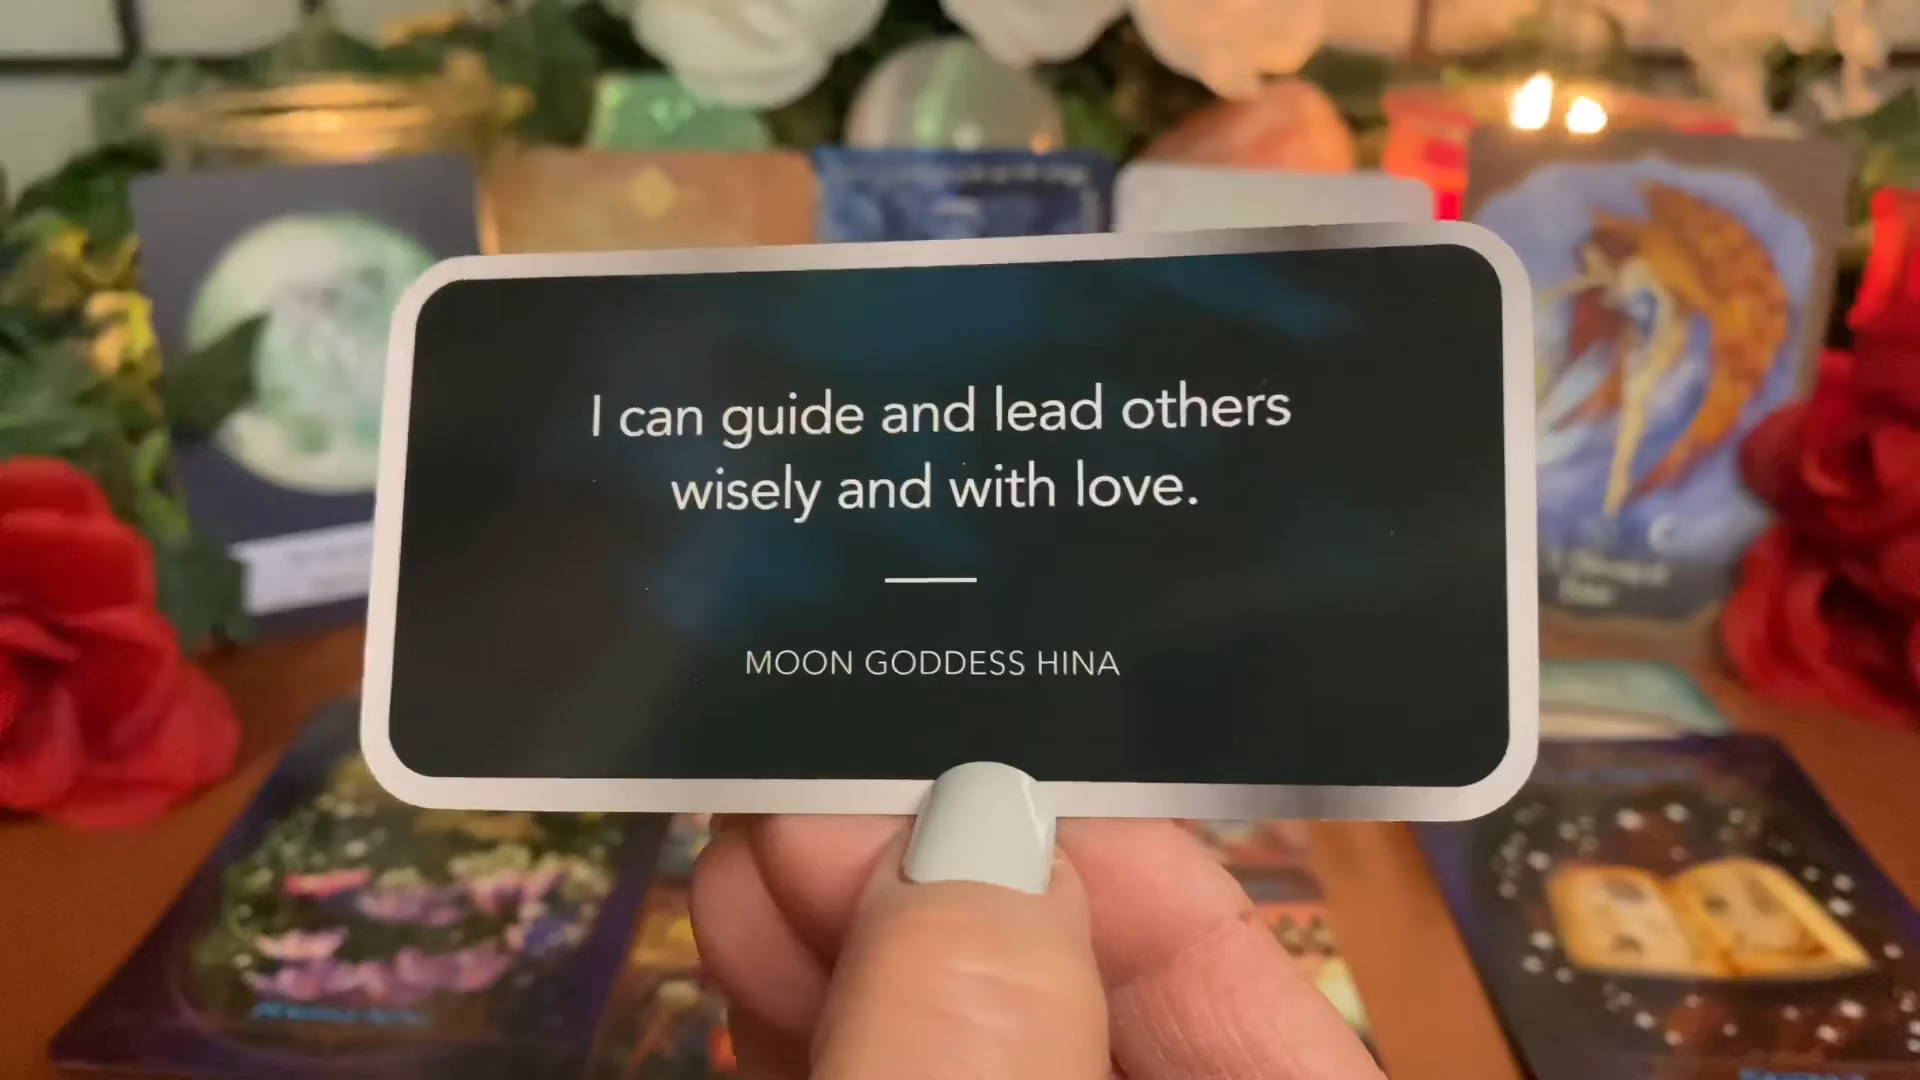 I can guide and lead others
wisely and with love.
MOON GODDESS HINA